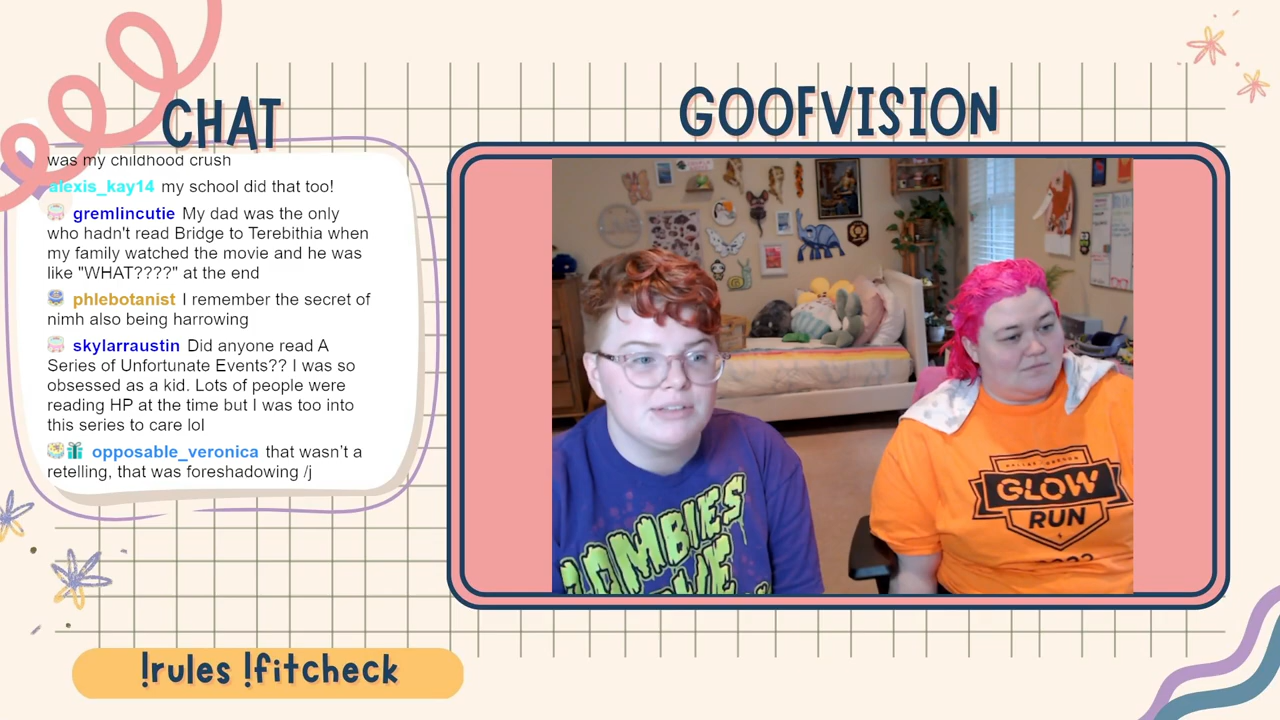 CHAT
GOOFVISION
was my childhood crush
alexis_kay14 my school did that too!
gremlincutie My dad was the only
who hadn't read Bridge to Terebithia when
my family watched the movie and he was
like "WHAT????" at the end
phlebotanist I remember the secret of
nimh also being harrowing
skylarraustin Did anyone read A
Series of Unfortunate Events?? I was so
obsessed as a kid. Lots of people were
reading HP at the time but I was too into
this series to care lol
opposable_veronica that wasn't a
retelling, that was foreshadowing /j
ZOMBIES
GLOW
RUN
!rules !fitcheck